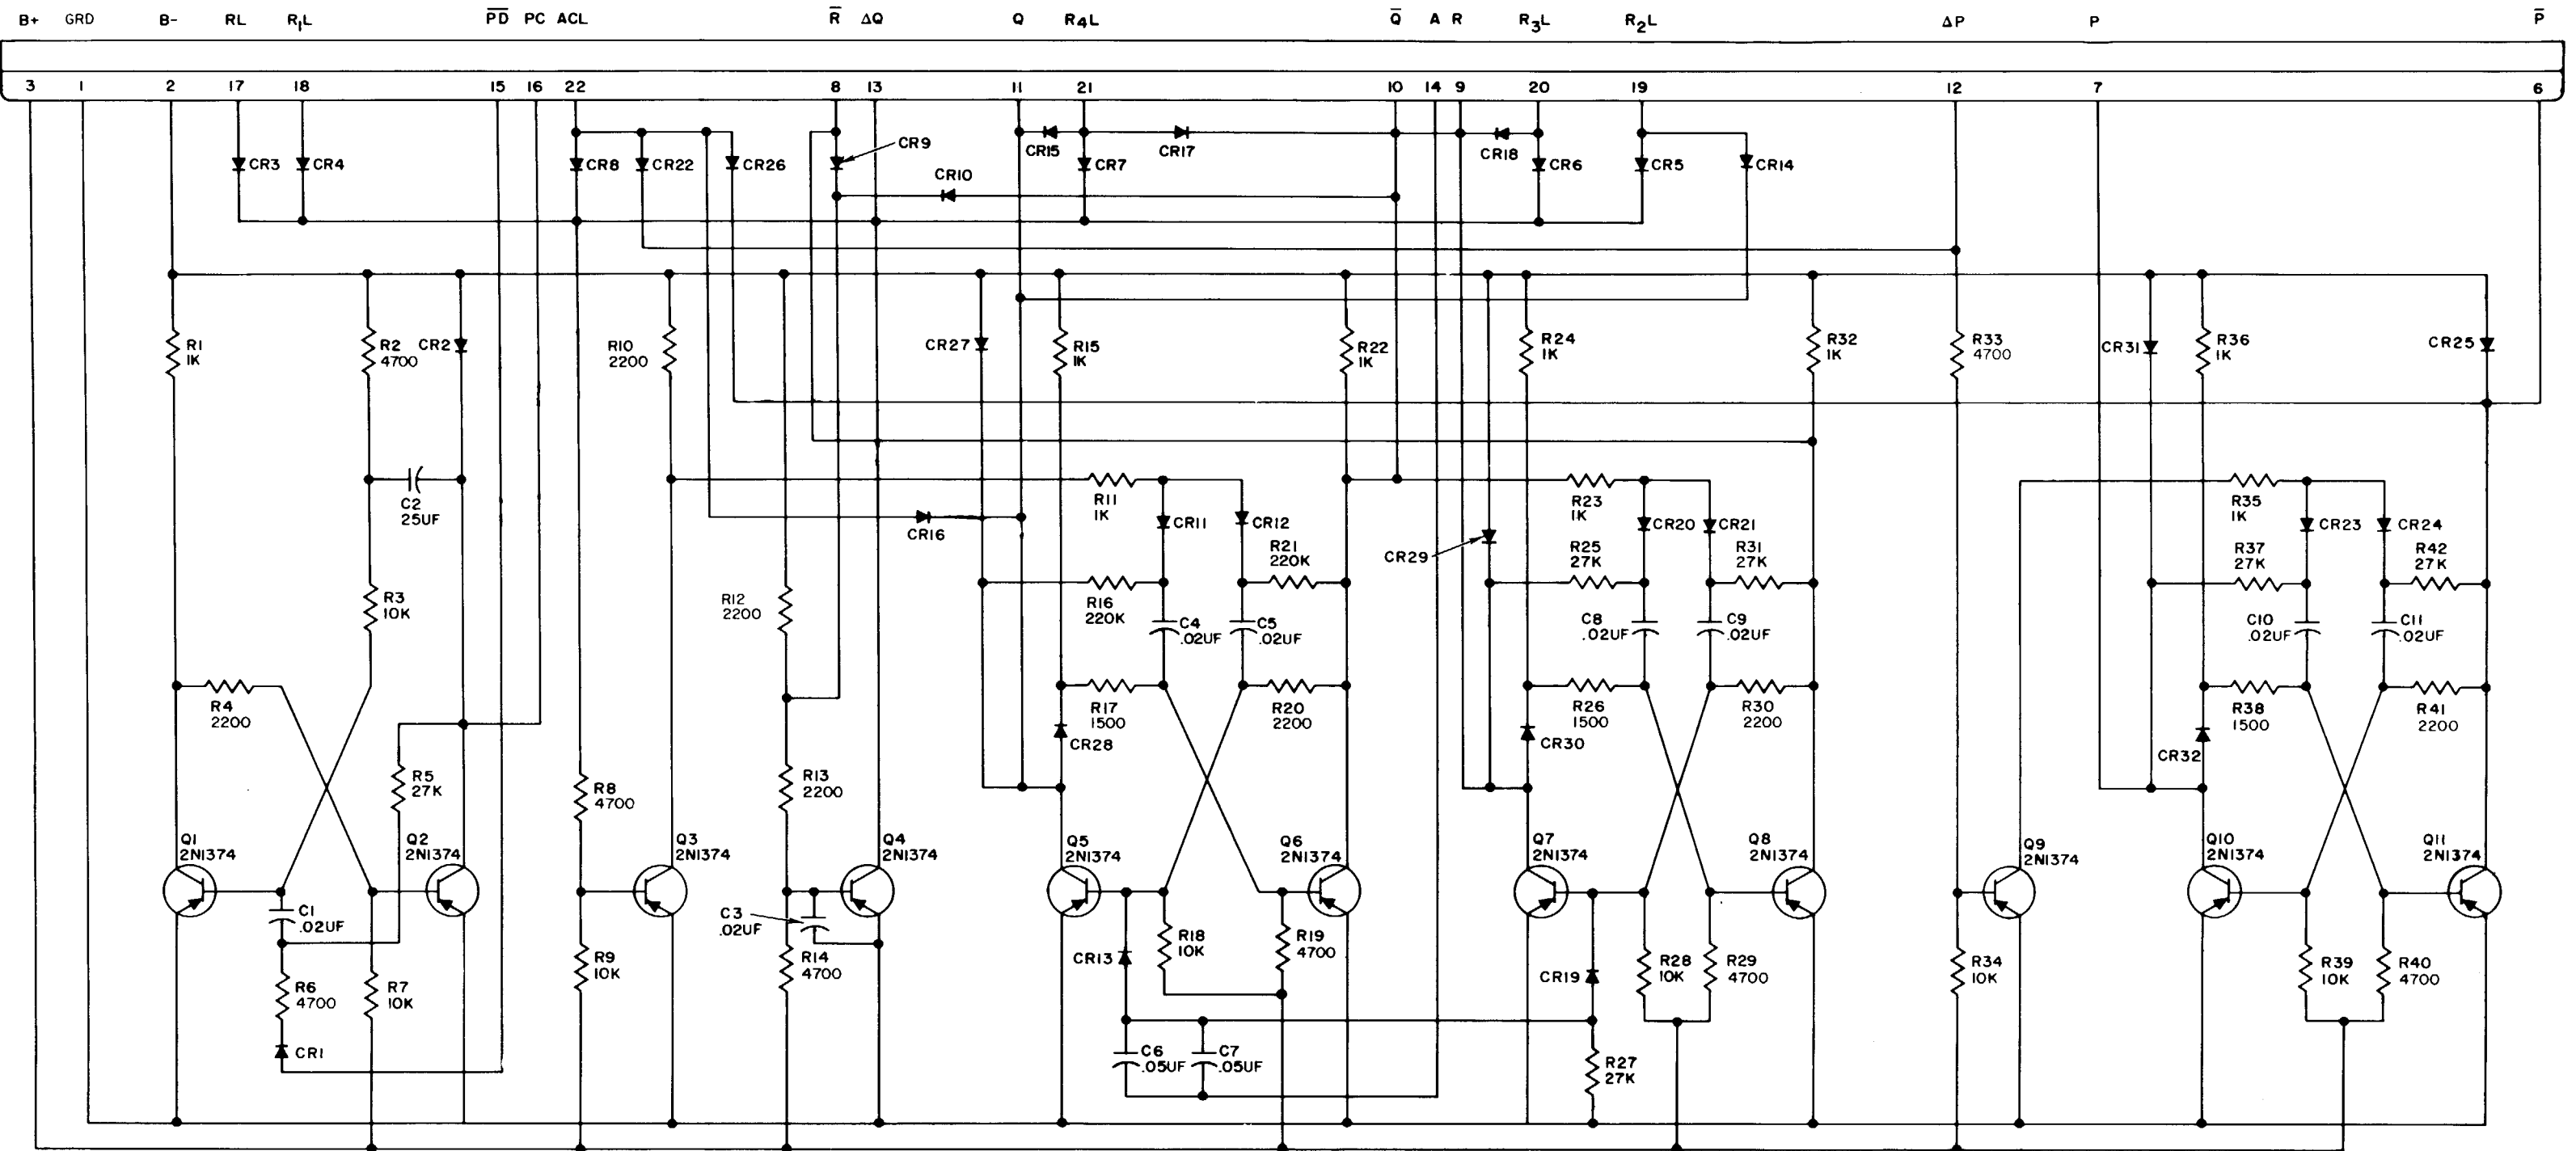 B+ GRD B- RL R1L P̅D̅ PC ACL R̅ ΔQ Q R4L Q̅ A R R3L R2L ΔP P P̅
3 1 2 17 18 15 16 22 8 13 11 21 10 14 9 20 19 12 7 6
CR9
CR15 CR17 CR18
CR3 CR4 CR8 CR22 CR26 CR7 CR6 CR5 CR14
CR10
R1 R2 CR2 R10 CR27 R15 R22 R24 R32 R33 CR31 R36 CR25
1K 4700 2200 1K 1K 1K 1K 4700 1K
C2 R11 R23 R35
25UF 1K 1K 1K
CR16 CR11 CR12 CR20 CR21 CR23 CR24
CR29
R21 R25 R31 R37 R42
220K 27K 27K 27K 27K
R3 R12 R16
10K 2200 220K
C4 C5 C8 C9 C10 C11
.02UF .02UF .02UF .02UF .02UF .02UF
R4 R17 R20 R26 R30 R38 R41
2200 1500 2200 1500 2200 1500 2200
CR28 CR30 CR32
R5 R8 R13
27K 4700 2200
Q1 Q2 Q3 Q4 Q5 Q6 Q7 Q8 Q9 Q10 Q11
2N1374 2N1374 2N1374 2N1374 2N1374 2N1374 2N1374 2N1374 2N1374 2N1374 2N1374
C1 C3
.02UF .02UF
R9 R14 CR13 R18 R19 CR19 R28 R29 R34 R39 R40
10K 4700 10K 4700 10K 4700 10K 10K 4700
R6 R7
4700 10K
CR1 C6 C7 R27
.05UF .05UF 27K